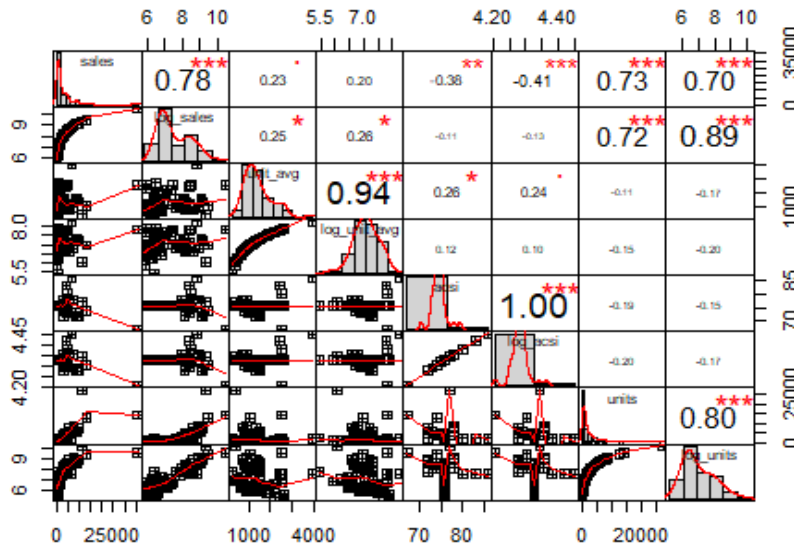 6 8 10 5.5 7.0 4.20 4.40 6 8 10
sales 0.78 *** 0.23 . 0.20 -0.38 ** -0.41 *** 0.73 *** 0.70 *** 0 35000
6 9 log_sales 0.25 * 0.26 * -0.11 -0.13 0.72 *** 0.89 ***
unit_avg 0.94 *** 0.26 * 0.24 . -0.11 -0.17 1000
5.5 8.0 log_unit_avg 0.12 0.10 -0.15 -0.20
acsi 1.00 *** -0.19 -0.15 70 85
4.20 4.45 log_acsi -0.20 -0.17
units 0.80 *** 0 25000
6 9 log_units
0 25000 1000 4000 70 80 0 20000